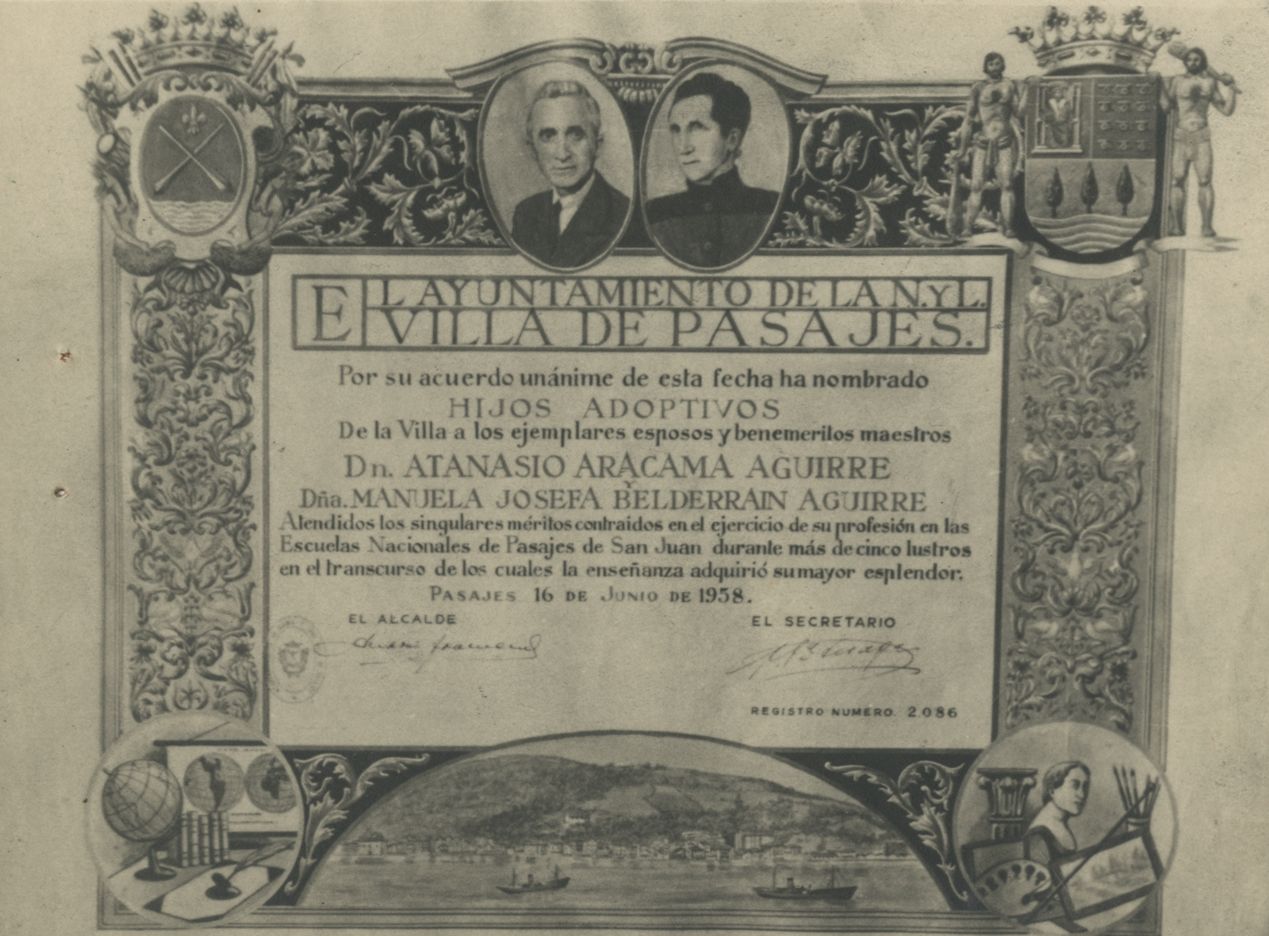 EL AYUNTAMIENTO DE LA N. Y L.
VILLA DE PASAJES.
Por su acuerdo unánime de esta fecha ha nombrado
HIJOS ADOPTIVOS
De la Villa a los ejemplares esposos y benemeritos maestros
Dn. ATANASIO ARACAMA AGUIRRE
Y
Dña. MANUELA JOSEFA BELDERRAIN AGUIRRE
Atendidos los singulares méritos contraidos en el ejercicio de su profesión en las
Escuelas Nacionales de Pasajes de San Juan durante más de cinco lustros
en el transcurso de los cuales la enseñanza adquirió su mayor esplendor.
PASAJES 16 DE JUNIO DE 1958.
EL ALCALDE
EL SECRETARIO
REGISTRO NUMERO. 2.086